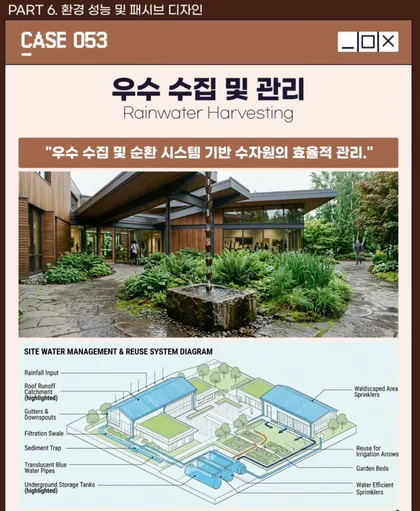 PART 6. 환경 성능 및 패시브 디자인
CASE 053
우수 수집 및 관리
Rainwater Harvesting
"우수 수집 및 순환 시스템 기반 수자원의 효율적 관리."
SITE WATER MANAGEMENT & REUSE SYSTEM DIAGRAM
Rainfall Input
Roof Runoff
Catchment
(highlighted)
Gutters &
Downspouts
Filtration Swale
Sediment Trap
Translucent Blue
Water Pipes
Underground Storage Tanks
(highlighted)
Waldscaped Area
Sprinklers
Reuse for
Irrigation Arrows
Garden Beds
Water Efficient
Sprimklers